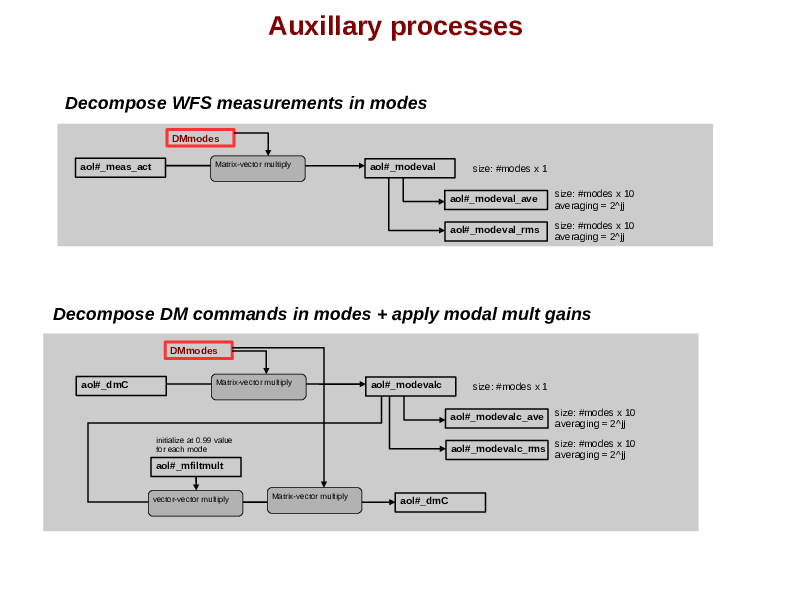 Auxillary processes
Decompose WFS measurements in modes
DMmodes
aol#_meas_act
Matrix-vector multiply
aol#_modeval
size: #modes x 1
aol#_modeval_ave
size: #modes x 10
averaging = 2^jj
aol#_modeval_rms
size: #modes x 10
averaging = 2^jj
Decompose DM commands in modes + apply modal mult gains
DMmodes
aol#_dmC
Matrix-vector multiply
aol#_modevalc
size: #modes x 1
aol#_modevalc_ave
size: #modes x 10
averaging = 2^jj
initialize at 0.99 value
for each mode
aol#_modevalc_rms
size: #modes x 10
averaging = 2^jj
aol#_mfiltmult
vector-vector multiply
Matrix-vector multiply
aol#_dmC